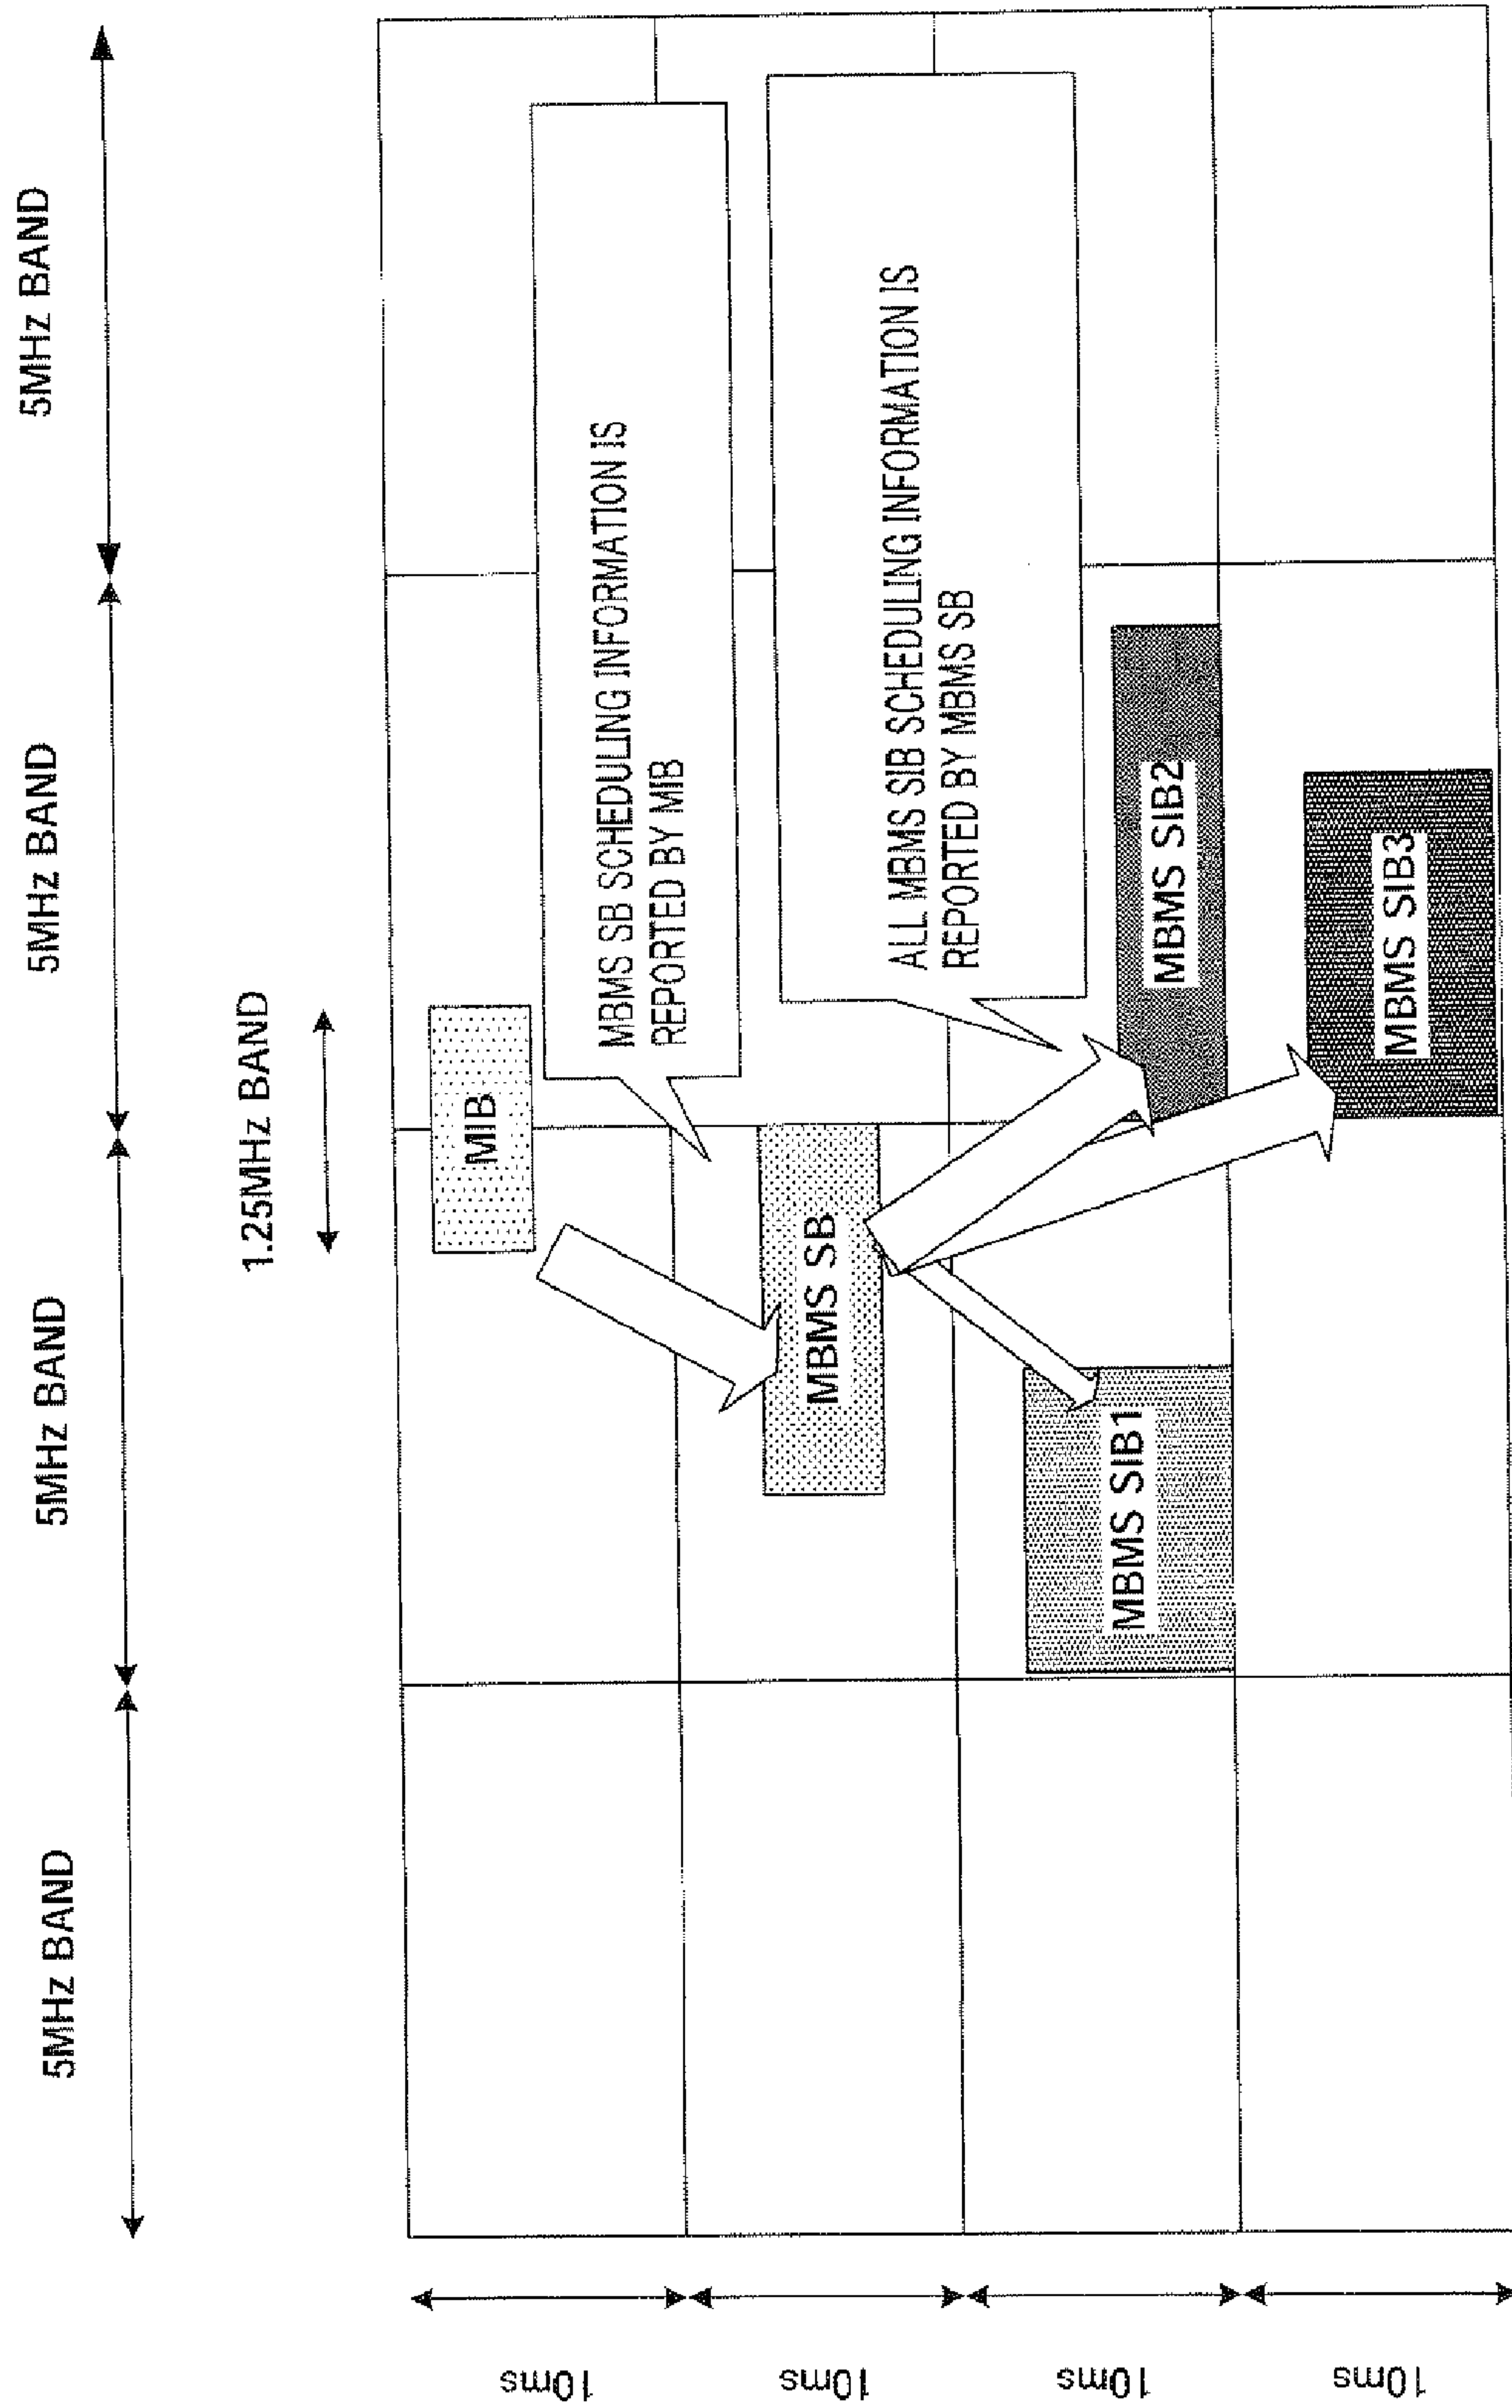 5MHz BAND
5MHz BAND
5MHz BAND
5MHz BAND
1.25MHz BAND
10ms
10ms
10ms
10ms
MIB
MBMS SB SCHEDULING INFORMATION IS
REPORTED BY MIB
MBMS SB
ALL MBMS SIB SCHEDULING INFORMATION IS
REPORTED BY MBMS SB
MBMS SIB1
MBMS SIB2
MBMS SIB3